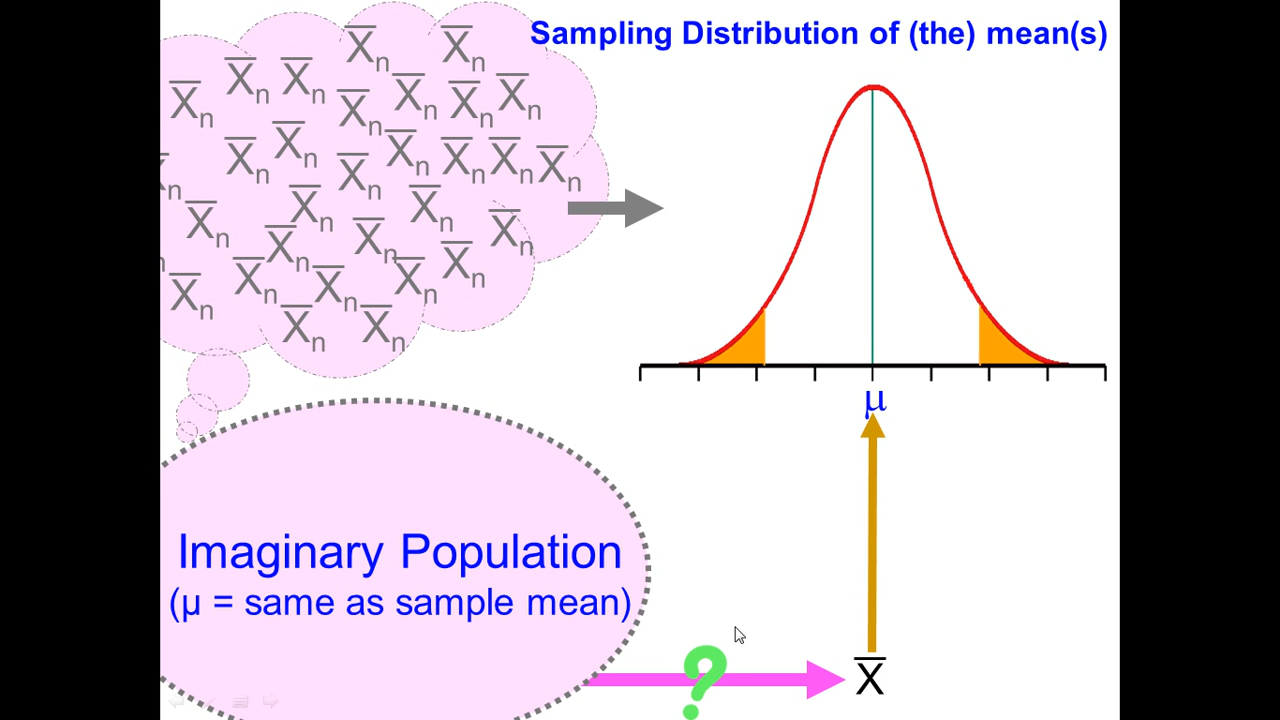 Sampling Distribution of (the) mean(s)
X̅n X̅n
X̅n X̅n X̅n X̅n X̅n X̅n X̅n
X̅n X̅n X̅n X̅n X̅n X̅n X̅n
n X̅n X̅n X̅n
X̅n X̅n X̅n
n X̅n X̅n X̅n X̅n X̅n
X̅n X̅n
μ
Imaginary Population
(μ = same as sample mean)
?
X̅